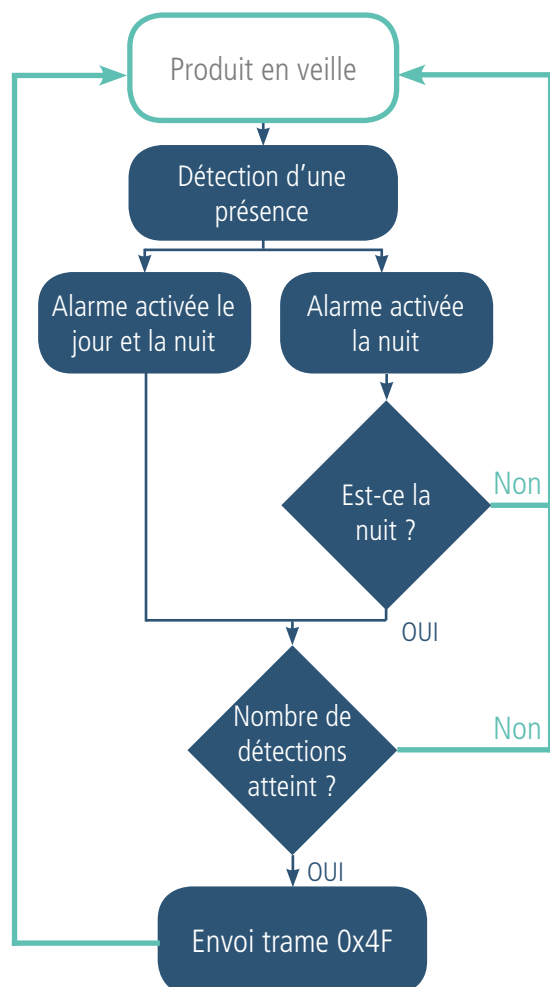 Produit en veille
Détection d'une
présence
Alarme activée le
jour et la nuit
Alarme activée
la nuit
Est-ce la
nuit ?
Non
OUI
Nombre de
détections
atteint ?
Non
OUI
Envoi trame 0x4F